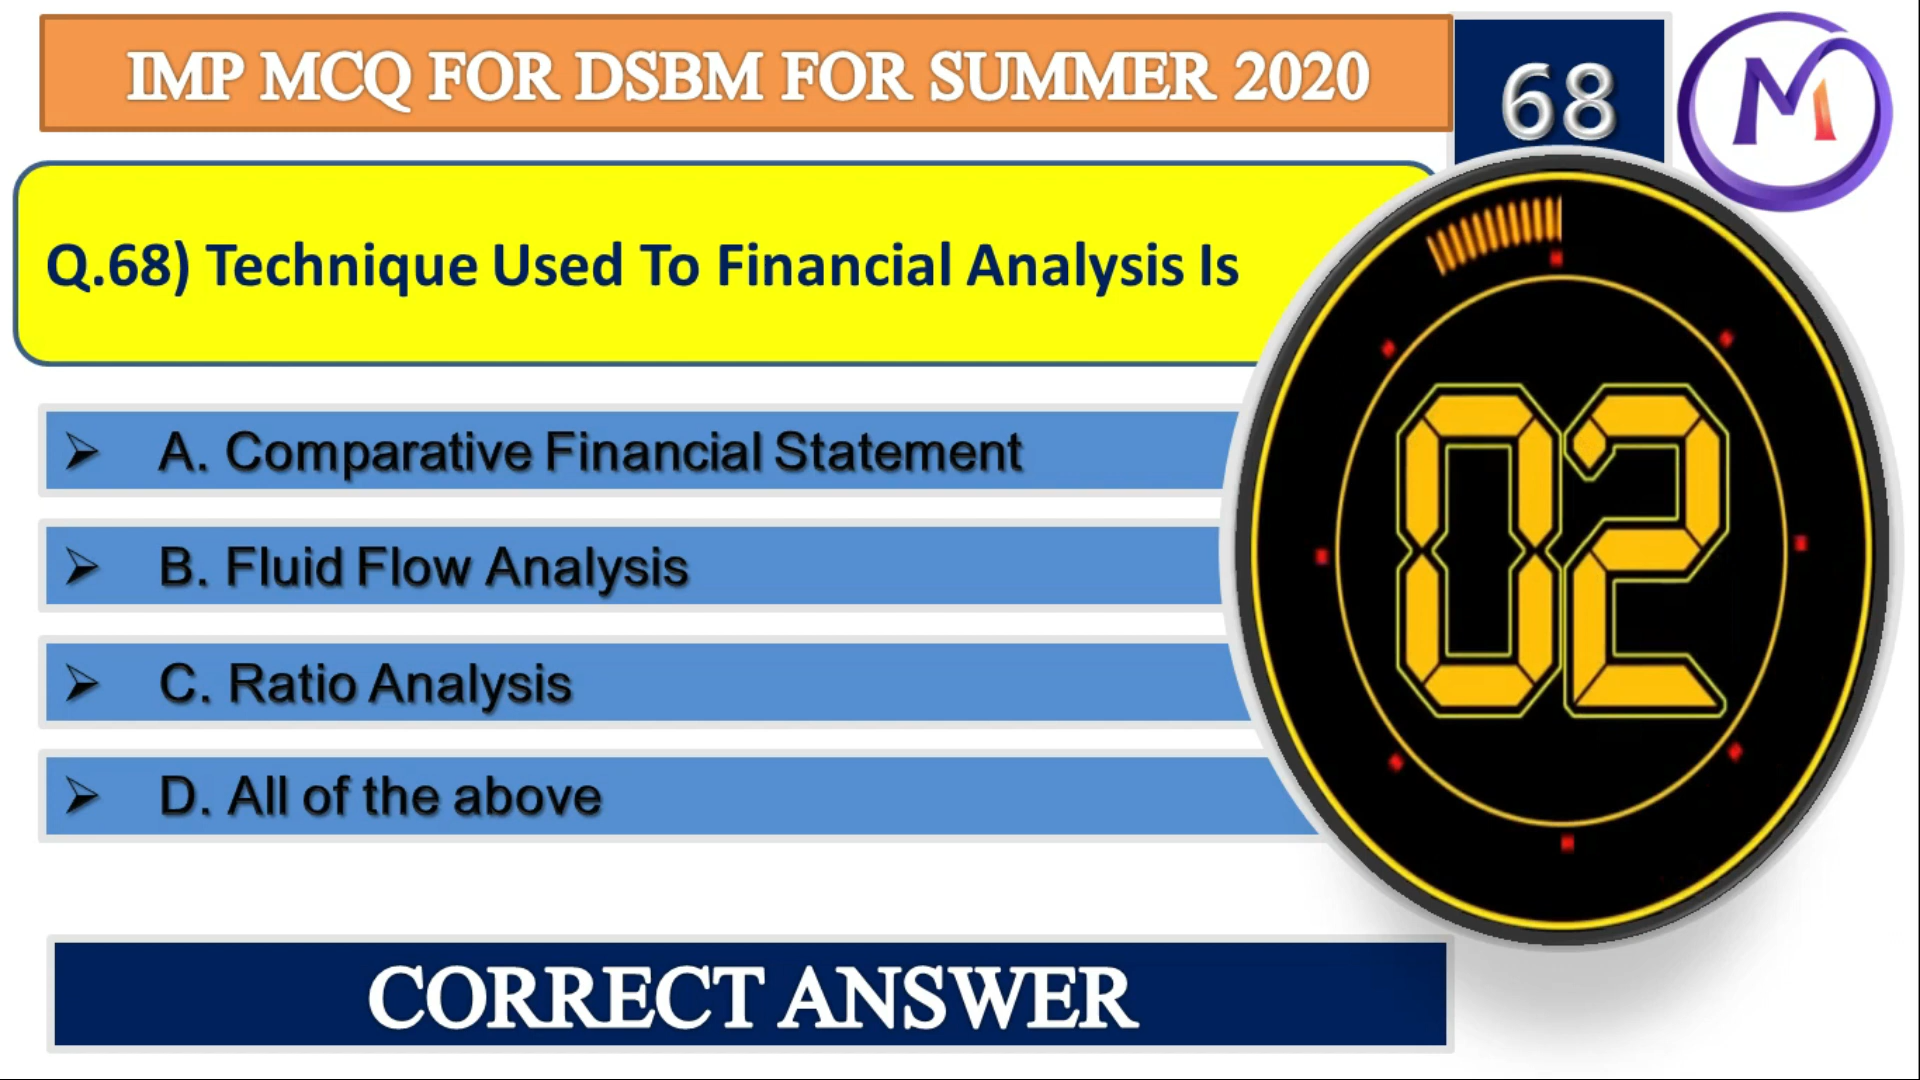 IMP MCQ FOR DSBM FOR SUMMER 2020
68
M
Q.68) Technique Used To Financial Analysis Is
A. Comparative Financial Statement
B. Fluid Flow Analysis
C. Ratio Analysis
D. All of the above
02
CORRECT ANSWER